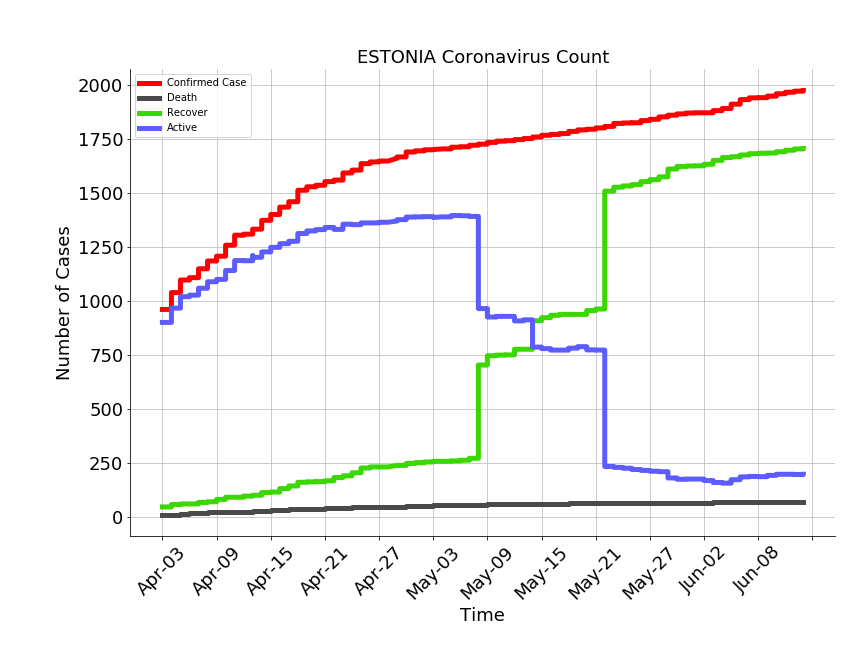 ESTONIA Coronavirus Count
Confirmed Case
Death
Recover
Active
Number of Cases
2000
1750
1500
1250
1000
750
500
250
0
Apr-03
Apr-09
Apr-15
Apr-21
Apr-27
May-03
May-09
May-15
May-21
May-27
Jun-02
Jun-08
Time